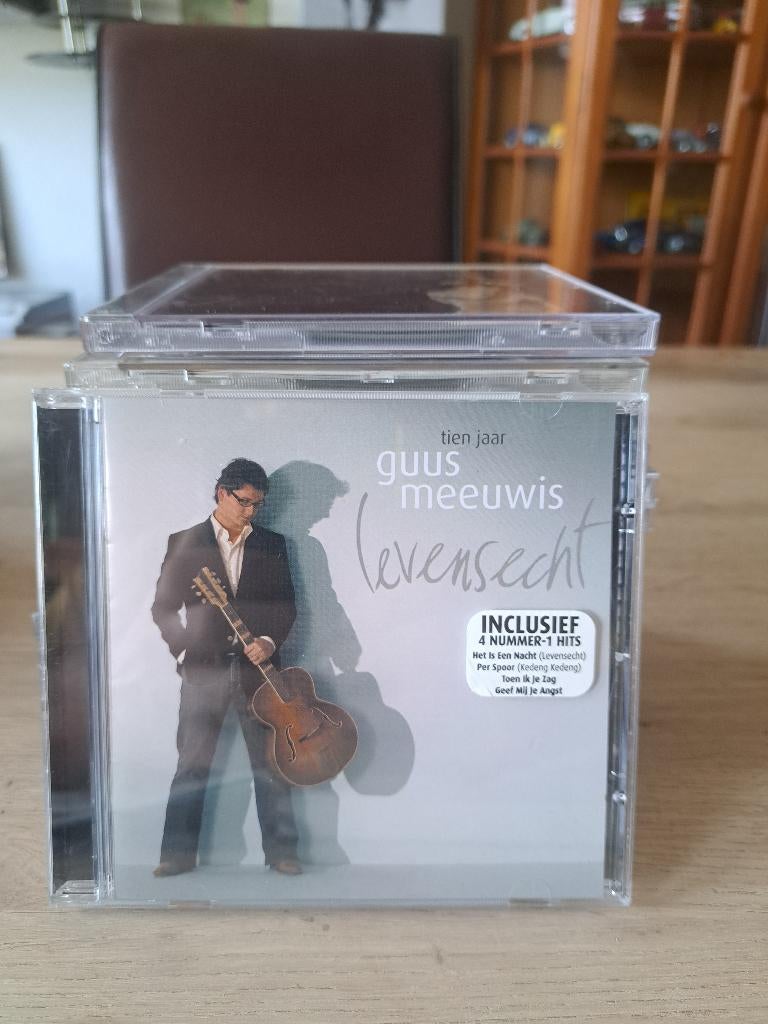 tien jaar
guus
meeuwis
levensecht
INCLUSIEF
4 NUMMER-1 HITS
Het Is Een Nacht (Levensecht)
Per Spoor (Kedeng Kedeng)
Toen Ik Je Zag
Geef Mij Je Angst